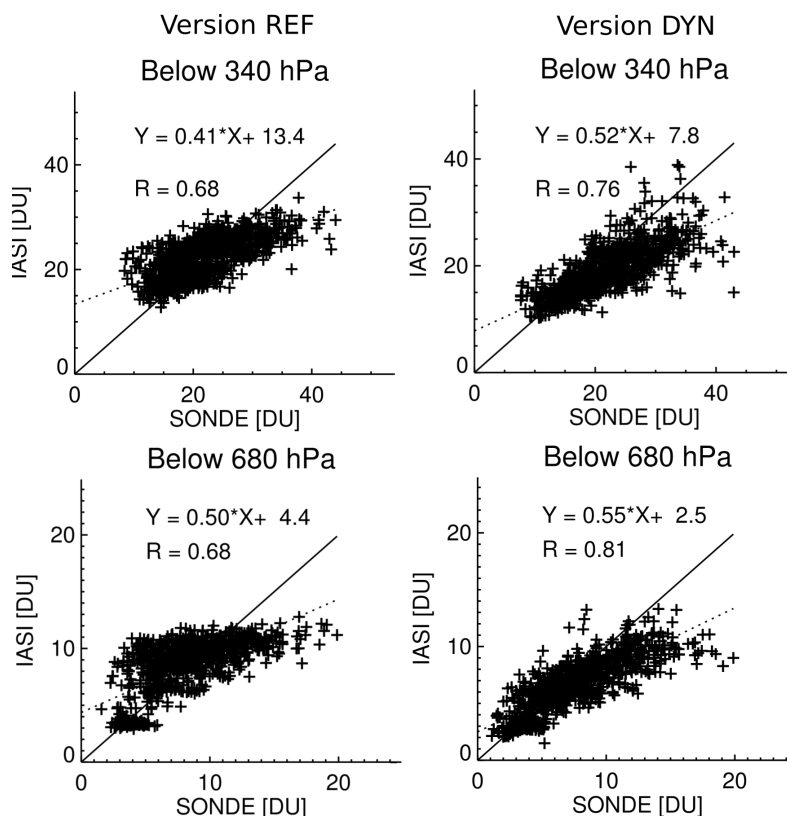 Version REF
Version DYN
Below 340 hPa
Y = 0.41*X+ 13.4
R = 0.68
40
20
0
IASI [DU]
0
20
40
SONDE [DU]
Below 340 hPa
Y = 0.52*X+ 7.8
R = 0.76
40
20
0
IASI [DU]
0
20
40
SONDE [DU]
Below 680 hPa
Y = 0.50*X+ 4.4
R = 0.68
20
10
0
IASI [DU]
0
10
20
SONDE [DU]
Below 680 hPa
Y = 0.55*X+ 2.5
R = 0.81
20
10
0
IASI [DU]
0
10
20
SONDE [DU]